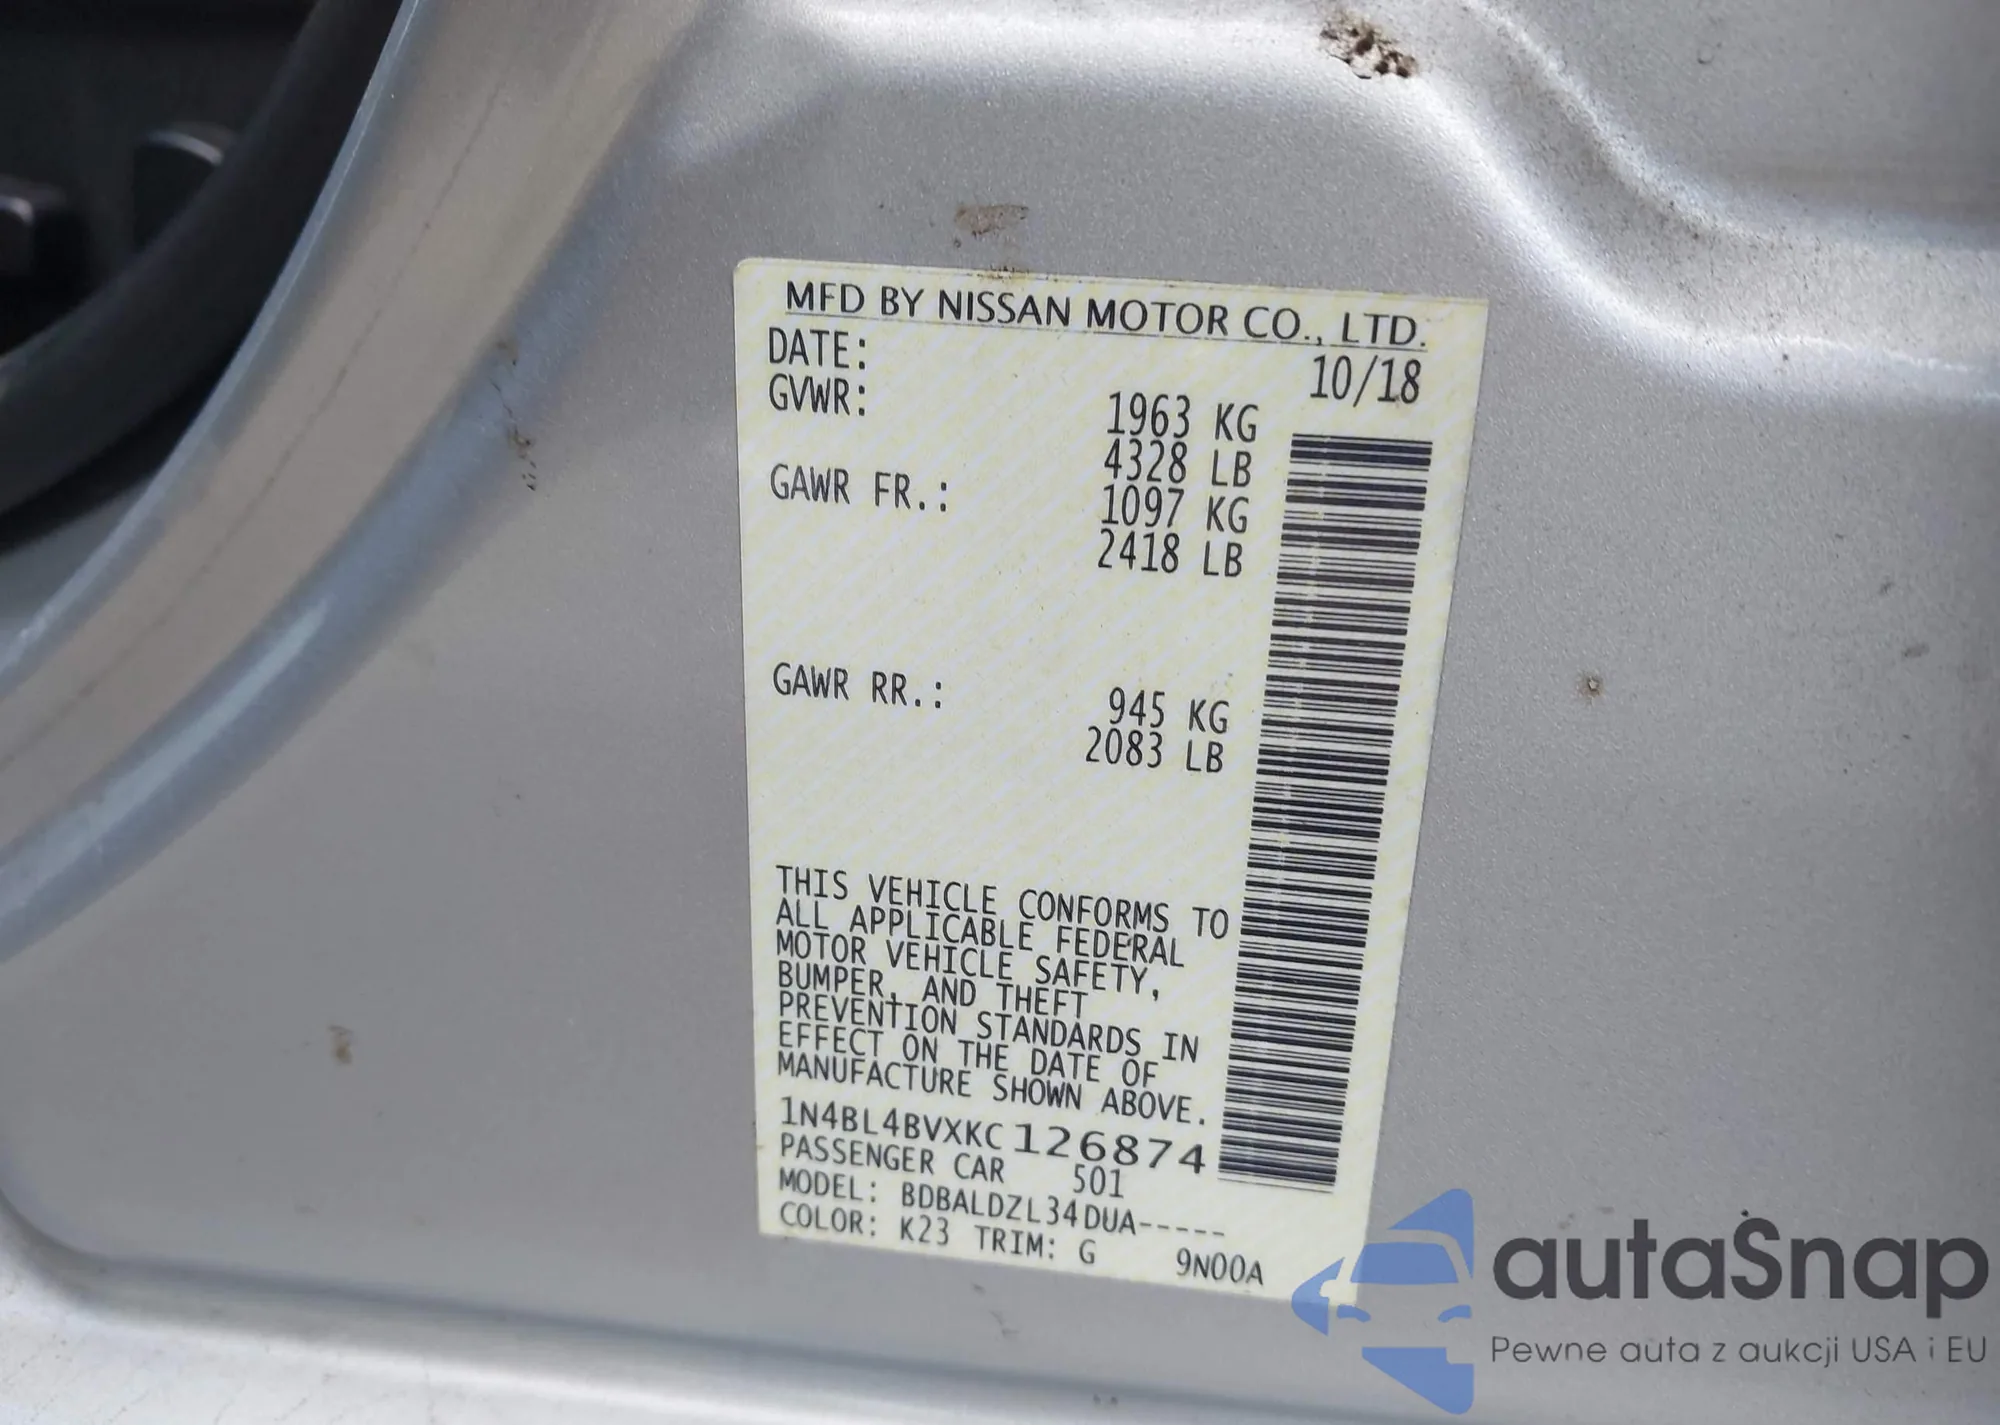 MFD BY NISSAN MOTOR CO., LTD.
DATE: 10/18
GVWR: 1963 KG
4328 LB
GAWR FR.: 1097 KG
2418 LB
GAWR RR.: 945 KG
2083 LB
THIS VEHICLE CONFORMS TO
ALL APPLICABLE FEDERAL
MOTOR VEHICLE SAFETY,
BUMPER, AND THEFT
PREVENTION STANDARDS IN
EFFECT ON THE DATE OF
MANUFACTURE SHOWN ABOVE.
1N4BL4BVXKC126874
PASSENGER CAR 501
MODEL: BDBALDZL34DUA-----
COLOR: K23 TRIM: G 9N00A
autaSnap
Pewne auta z aukcji USA i EU